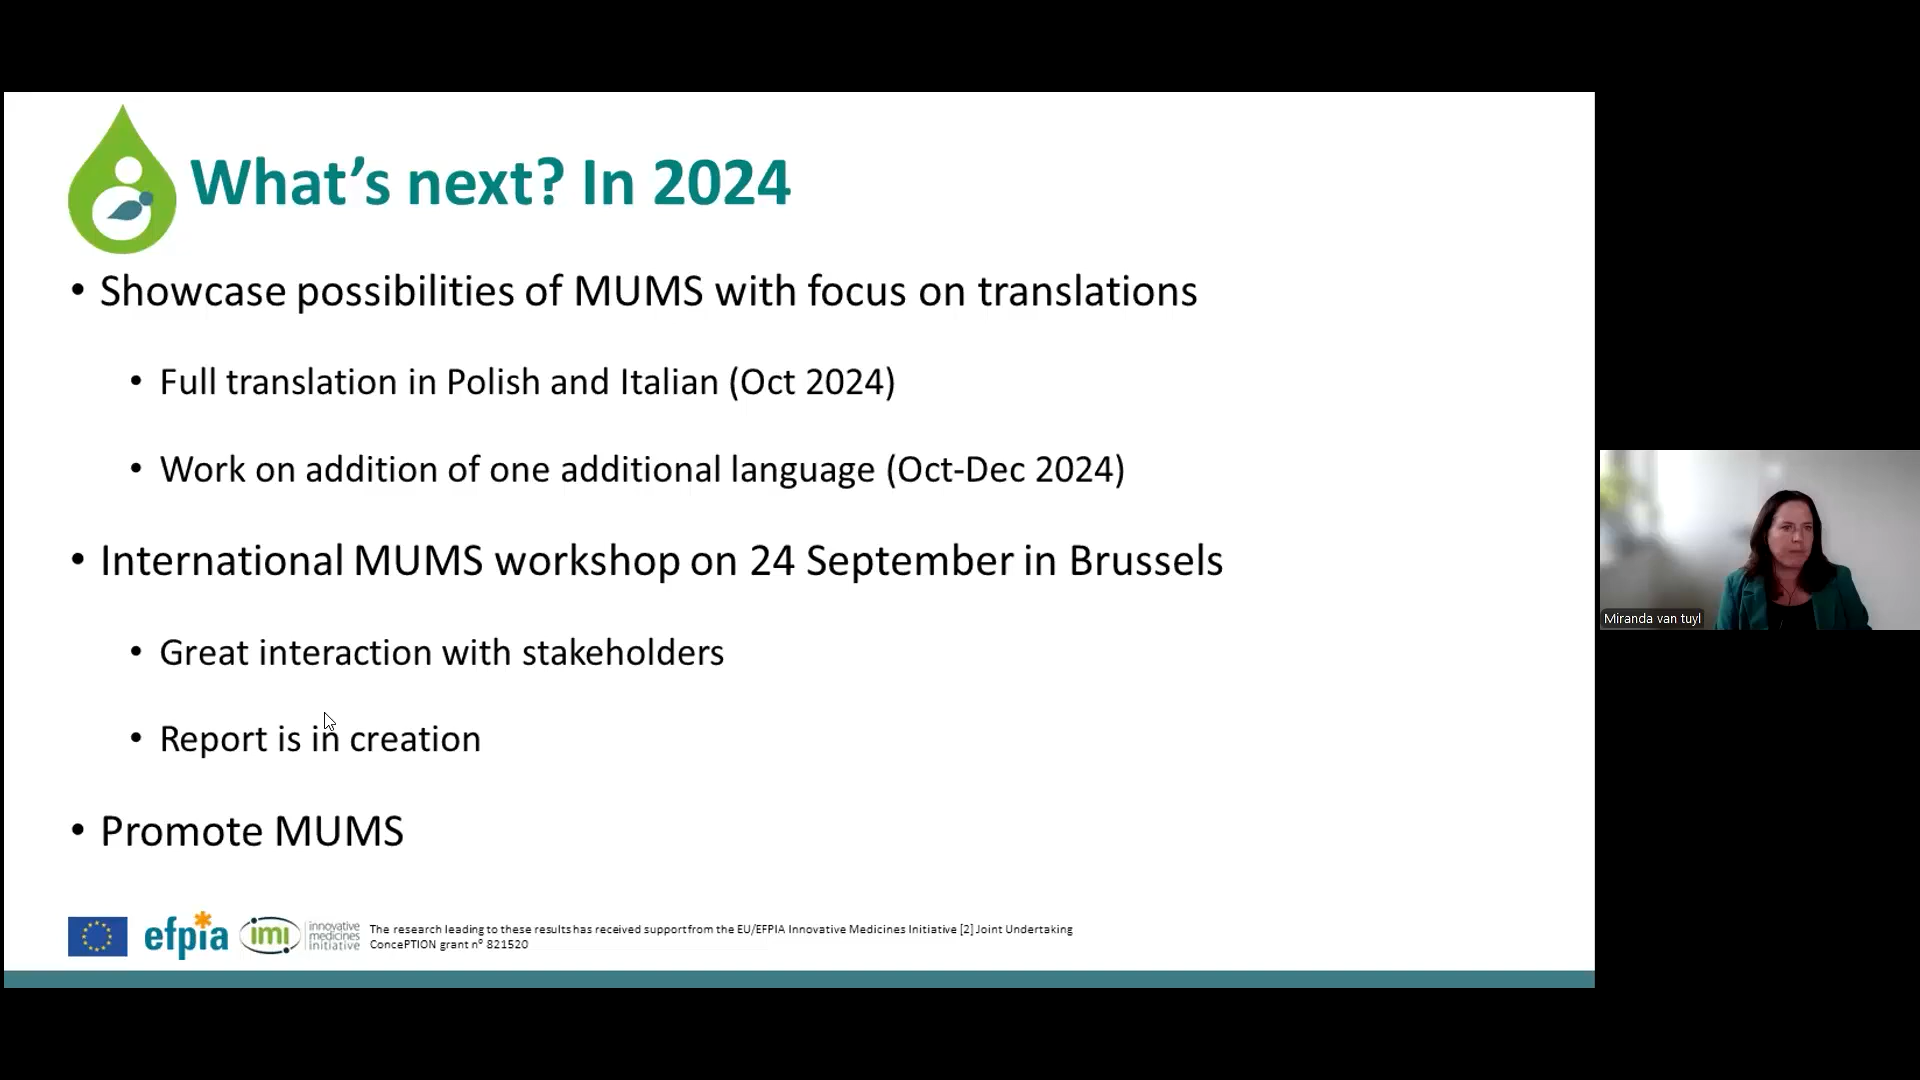 What's next? In 2024
• Showcase possibilities of MUMS with focus on translations
• Full translation in Polish and Italian (Oct 2024)
• Work on addition of one additional language (Oct-Dec 2024)
• International MUMS workshop on 24 September in Brussels
• Great interaction with stakeholders
• Report is in creation
• Promote MUMS
efpia
imi
innovative
medicines
initiative
The research leading to these results has received support from the EU/EFPIA Innovative Medicines Initiative [2] Joint Undertaking
ConcePTION grant nº 821520
Miranda van tuyl